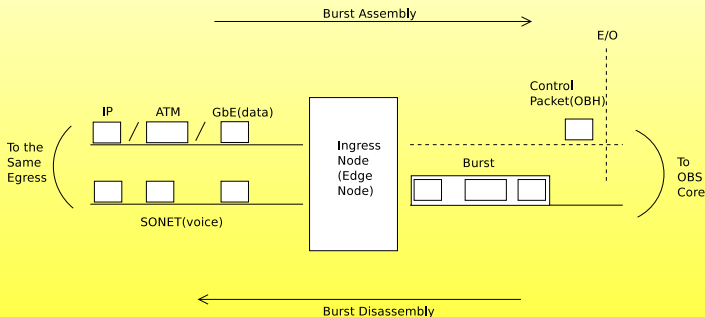 Burst Assembly
E/O
Control
Packet(OBH)
IP / ATM / GbE(data)
To the
Same
Egress
Ingress
Node
(Edge
Node)
Burst
To
OBS
Core
SONET(voice)
Burst Disassembly